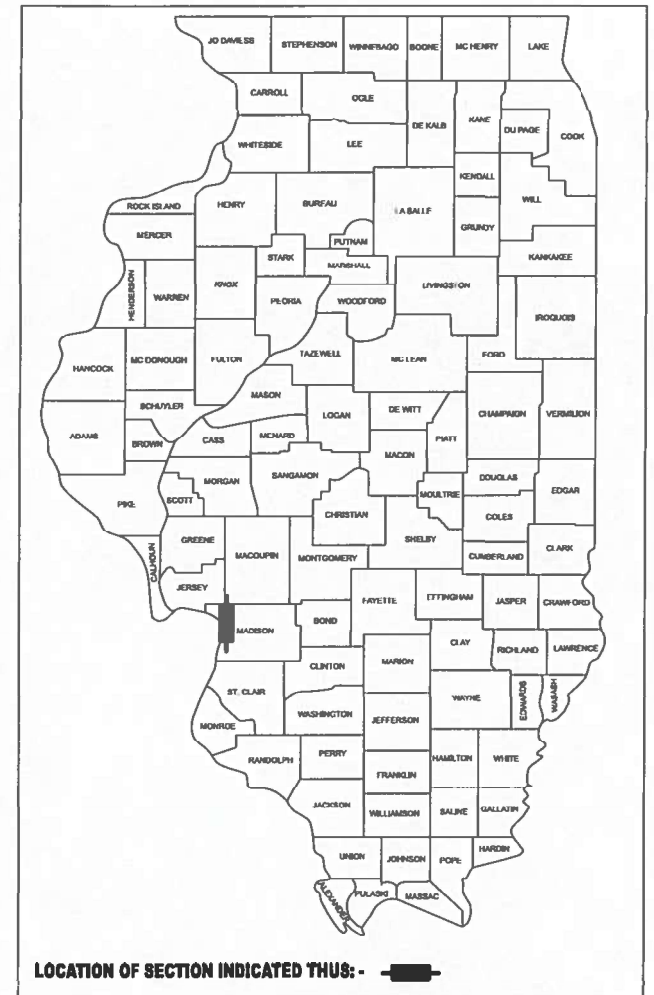 JO DAVIESS STEPHENSON WINNEBAGO BOONE MC HENRY LAKE
CARROLL OGLE DE KALB KANE DU PAGE COOK
WHITESIDE LEE
KENDALL WILL
ROCK ISLAND HENRY BUREAU LA SALLE
GRUNDY
MERCER PUTNAM
STARK MARSHALL KANKAKEE
HENDERSON WARREN KNOX LIVINGSTON
PEORIA WOODFORD IROQUOIS
HANCOCK MC DONOUGH FULTON TAZEWELL MC LEAN FORD
MASON
SCHUYLER LOGAN DE WITT CHAMPAIGN VERMILION
ADAMS BROWN CASS MENARD MACON PIATT
MORGAN SANGAMON DOUGLAS
PIKE SCOTT MOULTRIE EDGAR
CHRISTIAN COLES
GREENE MACOUPIN SHELBY
CALHOUN MONTGOMERY CUMBERLAND CLARK
JERSEY FAYETTE EFFINGHAM JASPER CRAWFORD
MADISON BOND
CLAY RICHLAND LAWRENCE
CLINTON MARION
ST. CLAIR WAYNE EDWARDS WABASH
WASHINGTON JEFFERSON
MONROE
RANDOLPH PERRY HAMILTON WHITE
FRANKLIN
JACKSON WILLIAMSON SALINE GALLATIN
UNION JOHNSON POPE HARDIN
ALEXANDER PULASKI MASSAC
LOCATION OF SECTION INDICATED THUS: -